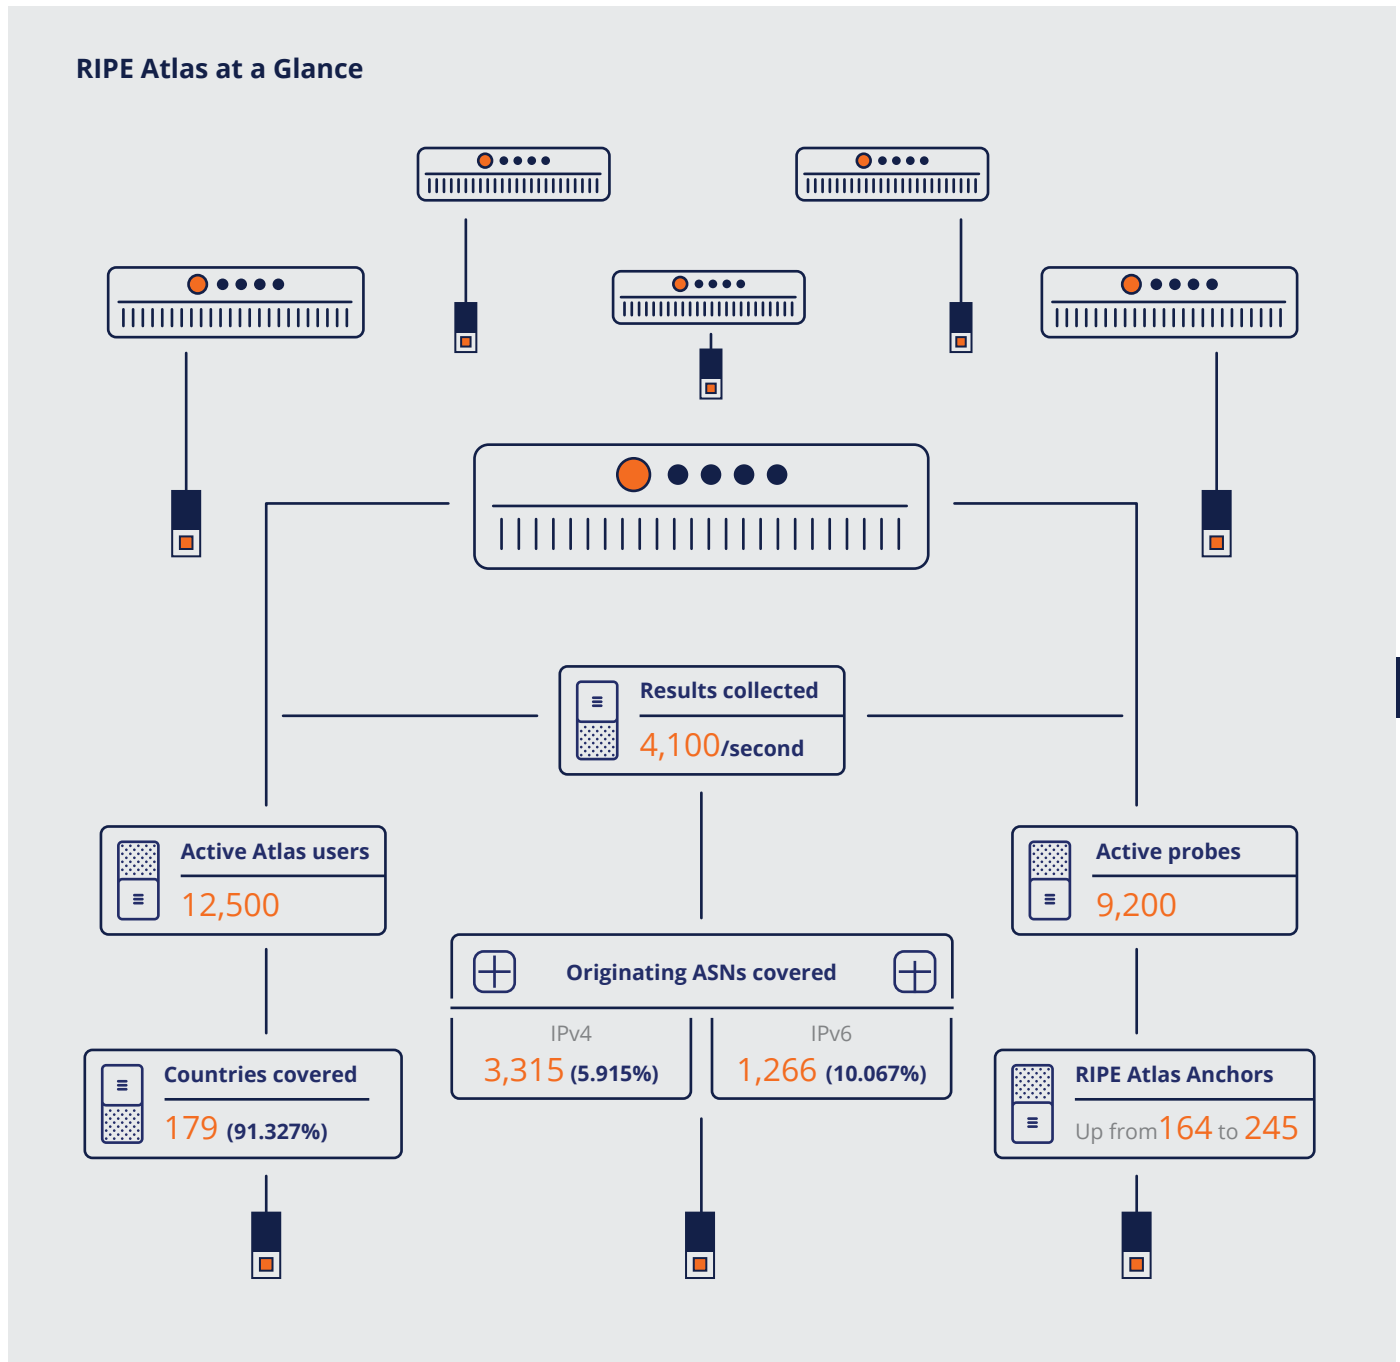 RIPE Atlas at a Glance
Results collected
4,100/second
Active Atlas users
12,500
Active probes
9,200
Originating ASNs covered
IPv4
3,315 (5.915%)
IPv6
1,266 (10.067%)
Countries covered
179 (91.327%)
RIPE Atlas Anchors
Up from 164 to 245